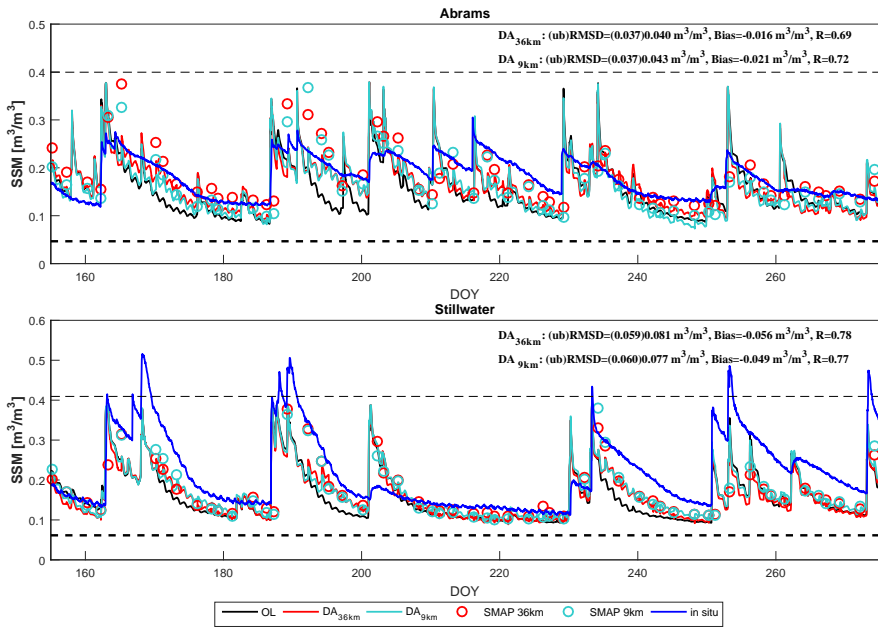 Abrams
DA36km: (ub)RMSD=(0.037)0.040 m³/m³, Bias=-0.016 m³/m³, R=0.69
DA9km: (ub)RMSD=(0.037)0.043 m³/m³, Bias=-0.021 m³/m³, R=0.72
SSM [m³/m³]
0.5
0.4
0.3
0.2
0.1
0
160 180 200 220 240 260
DOY
Stillwater
DA36km: (ub)RMSD=(0.059)0.081 m³/m³, Bias=-0.056 m³/m³, R=0.78
DA9km: (ub)RMSD=(0.060)0.077 m³/m³, Bias=-0.049 m³/m³, R=0.77
SSM [m³/m³]
0.6
0.5
0.4
0.3
0.2
0.1
0
160 180 200 220 240 260
DOY
OL DA36km DA9km SMAP 36km SMAP 9km in situ